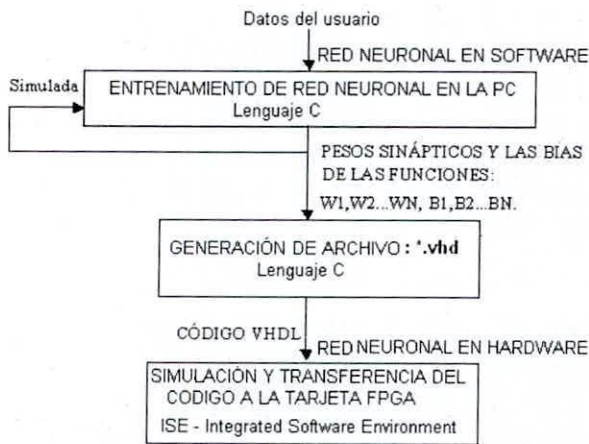 Datos del usuario
RED NEURONAL EN SOFTWARE
Simulada
ENTRENAMIENTO DE RED NEURONAL EN LA PC
Lenguaje C
PESOS SINÁPTICOS Y LAS BÍAS
DE LAS FUNCIONES:
W1,W2...WN, B1,B2...BN.
GENERACIÓN DE ARCHIVO : *.vhd
Lenguaje C
CÓDIGO VHDL
RED NEURONAL EN HARDWARE
SIMULACIÓN Y TRANSFERENCIA DEL
CODIGO A LA TARJETA FPGA
ISE - Integrated Software Environment